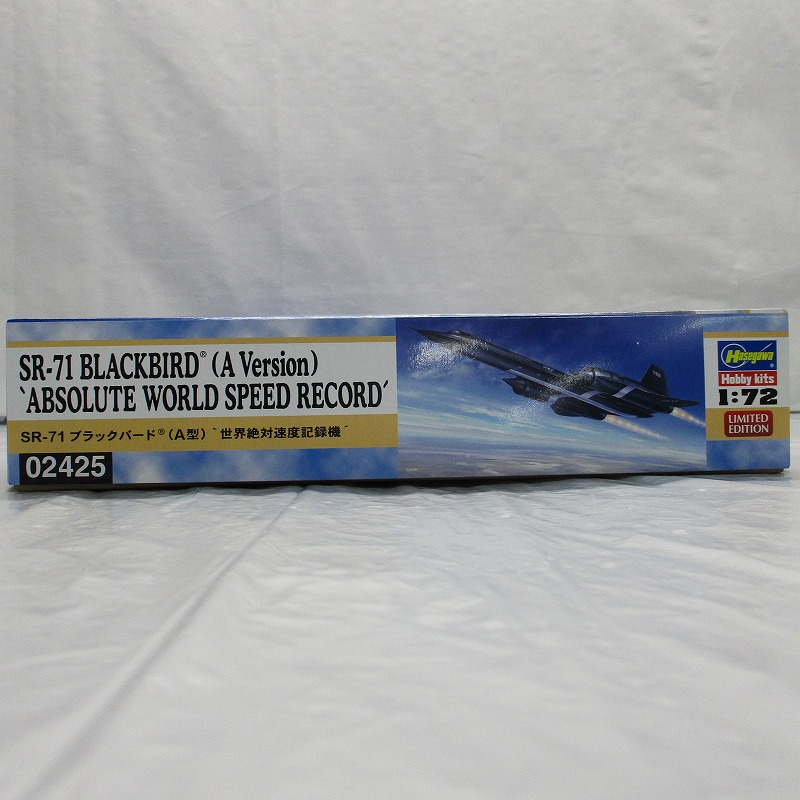 SR-71 BLACKBIRD® (A Version)
`ABSOLUTE WORLD SPEED RECORD´
SR-71 ブラックバード®（A型）`世界絶対速度記録機´
02425
Hasegawa
Hobby kits
1:72
LIMITED
EDITION